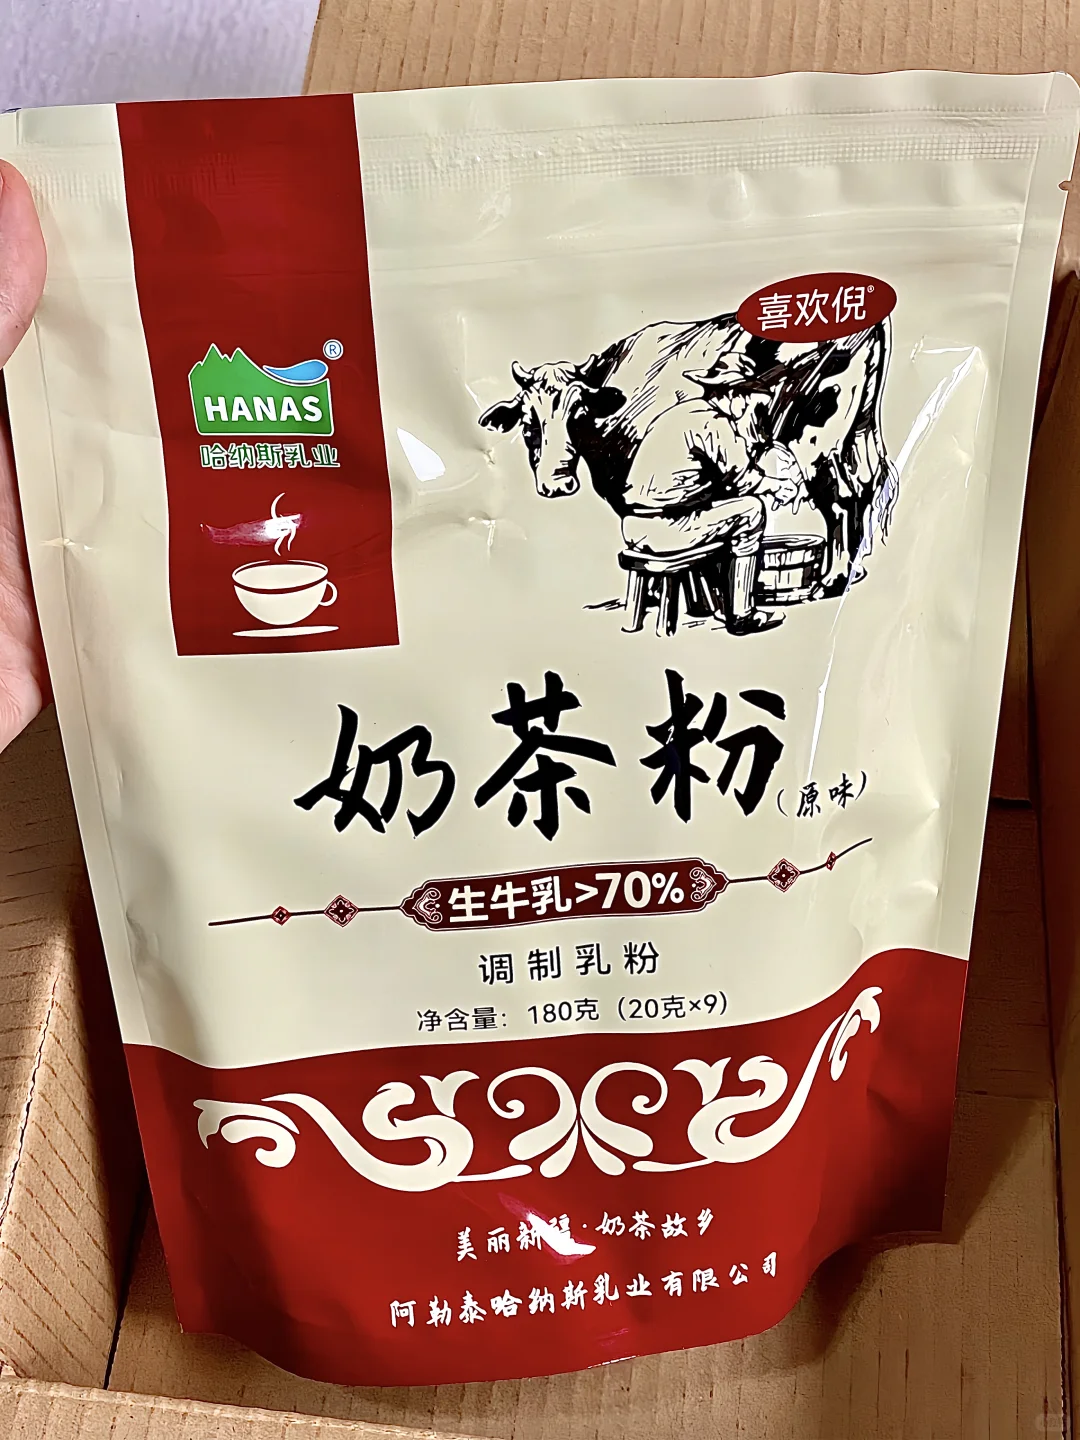 喜欢倪®
®
HANAS
哈纳斯乳业
奶茶粉
(原味)
生牛乳>70%
调制乳粉
净含量：180克（20克×9）
美丽新疆·奶茶故乡
阿勒泰哈纳斯乳业有限公司